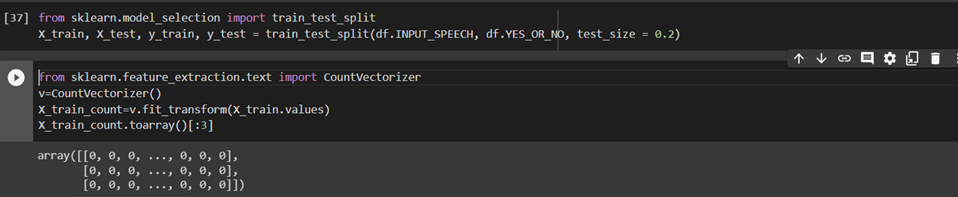 [37] from sklearn.model_selection import train_test_split
X_train, X_test, y_train, y_test = train_test_split(df.INPUT_SPEECH, df.YES_OR_NO, test_size = 0.2)
from sklearn.feature_extraction.text import CountVectorizer
v=CountVectorizer()
X_train_count=v.fit_transform(X_train.values)
X_train_count.toarray()[:3]
array([[0, 0, 0, ..., 0, 0, 0],
[0, 0, 0, ..., 0, 0, 0],
[0, 0, 0, ..., 0, 0, 0]])